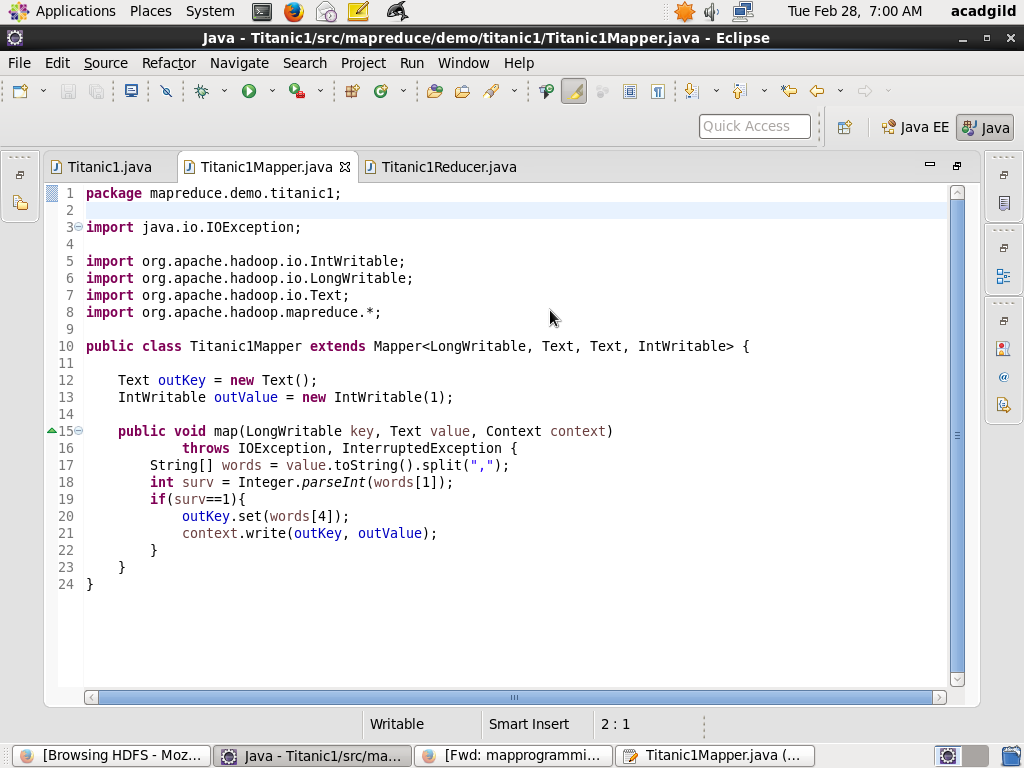 Applications Places System Tue Feb 28, 7:00 AM acadgild
Java - Titanic1/src/mapreduce/demo/titanic1/Titanic1Mapper.java - Eclipse
File Edit Source Refactor Navigate Search Project Run Window Help
Quick Access Java EE Java
Titanic1.java Titanic1Mapper.java Titanic1Reducer.java
1 package mapreduce.demo.titanic1;
2
3 import java.io.IOException;
4
5 import org.apache.hadoop.io.IntWritable;
6 import org.apache.hadoop.io.LongWritable;
7 import org.apache.hadoop.io.Text;
8 import org.apache.hadoop.mapreduce.*;
9
10 public class Titanic1Mapper extends Mapper<LongWritable, Text, Text, IntWritable> {
11
12     Text outKey = new Text();
13     IntWritable outValue = new IntWritable(1);
14
15     public void map(LongWritable key, Text value, Context context)
16             throws IOException, InterruptedException {
17         String[] words = value.toString().split(",");
18         int surv = Integer.parseInt(words[1]);
19         if(surv==1){
20             outKey.set(words[4]);
21             context.write(outKey, outValue);
22         }
23     }
24 }
Writable Smart Insert 2 : 1
[Browsing HDFS - Moz... Java - Titanic1/src/ma... [Fwd: mapprogrammi... Titanic1Mapper.java (...